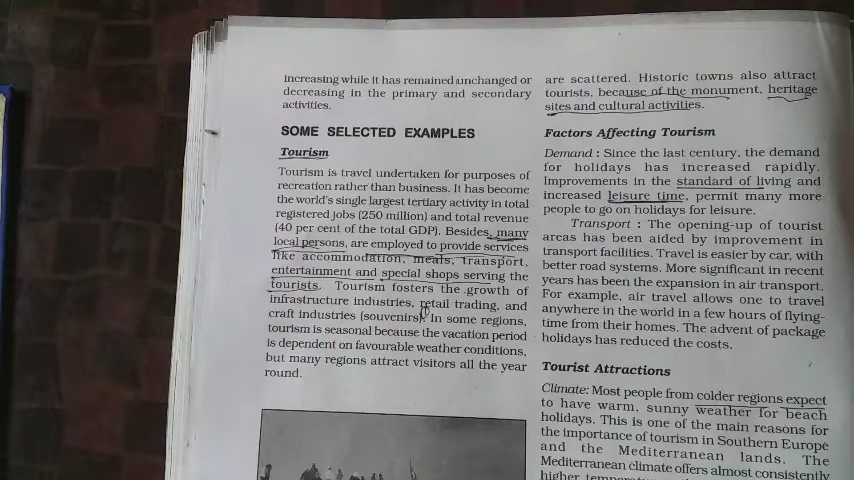 increasing while it has remained unchanged or
decreasing in the primary and secondary
activities.
SOME SELECTED EXAMPLES
Tourism
Tourism is travel undertaken for purposes of
recreation rather than business. It has become
the world's single largest tertiary activity in total
registered jobs (250 million) and total revenue
(40 per cent of the total GDP). Besides, many
local persons, are employed to provide services
like accommodation, meals, transport,
entertainment and special shops serving the
tourists. Tourism fosters the growth of
infrastructure industries, retail trading, and
craft industries (souvenirs). In some regions,
tourism is seasonal because the vacation period
is dependent on favourable weather conditions,
but many regions attract visitors all the year
round.
are scattered. Historic towns also attract
tourists, because of the monument, heritage
sites and cultural activities.
Factors Affecting Tourism
Demand : Since the last century, the demand
for holidays has increased rapidly.
Improvements in the standard of living and
increased leisure time, permit many more
people to go on holidays for leisure.
Transport : The opening-up of tourist
areas has been aided by improvement in
transport facilities. Travel is easier by car, with
better road systems. More significant in recent
years has been the expansion in air transport.
For example, air travel allows one to travel
anywhere in the world in a few hours of flying-
time from their homes. The advent of package
holidays has reduced the costs.
Tourist Attractions
Climate: Most people from colder regions expect
to have warm, sunny weather for beach
holidays. This is one of the main reasons for
the importance of tourism in Southern Europe
and the Mediterranean lands. The
Mediterranean climate offers almost consistently
higher